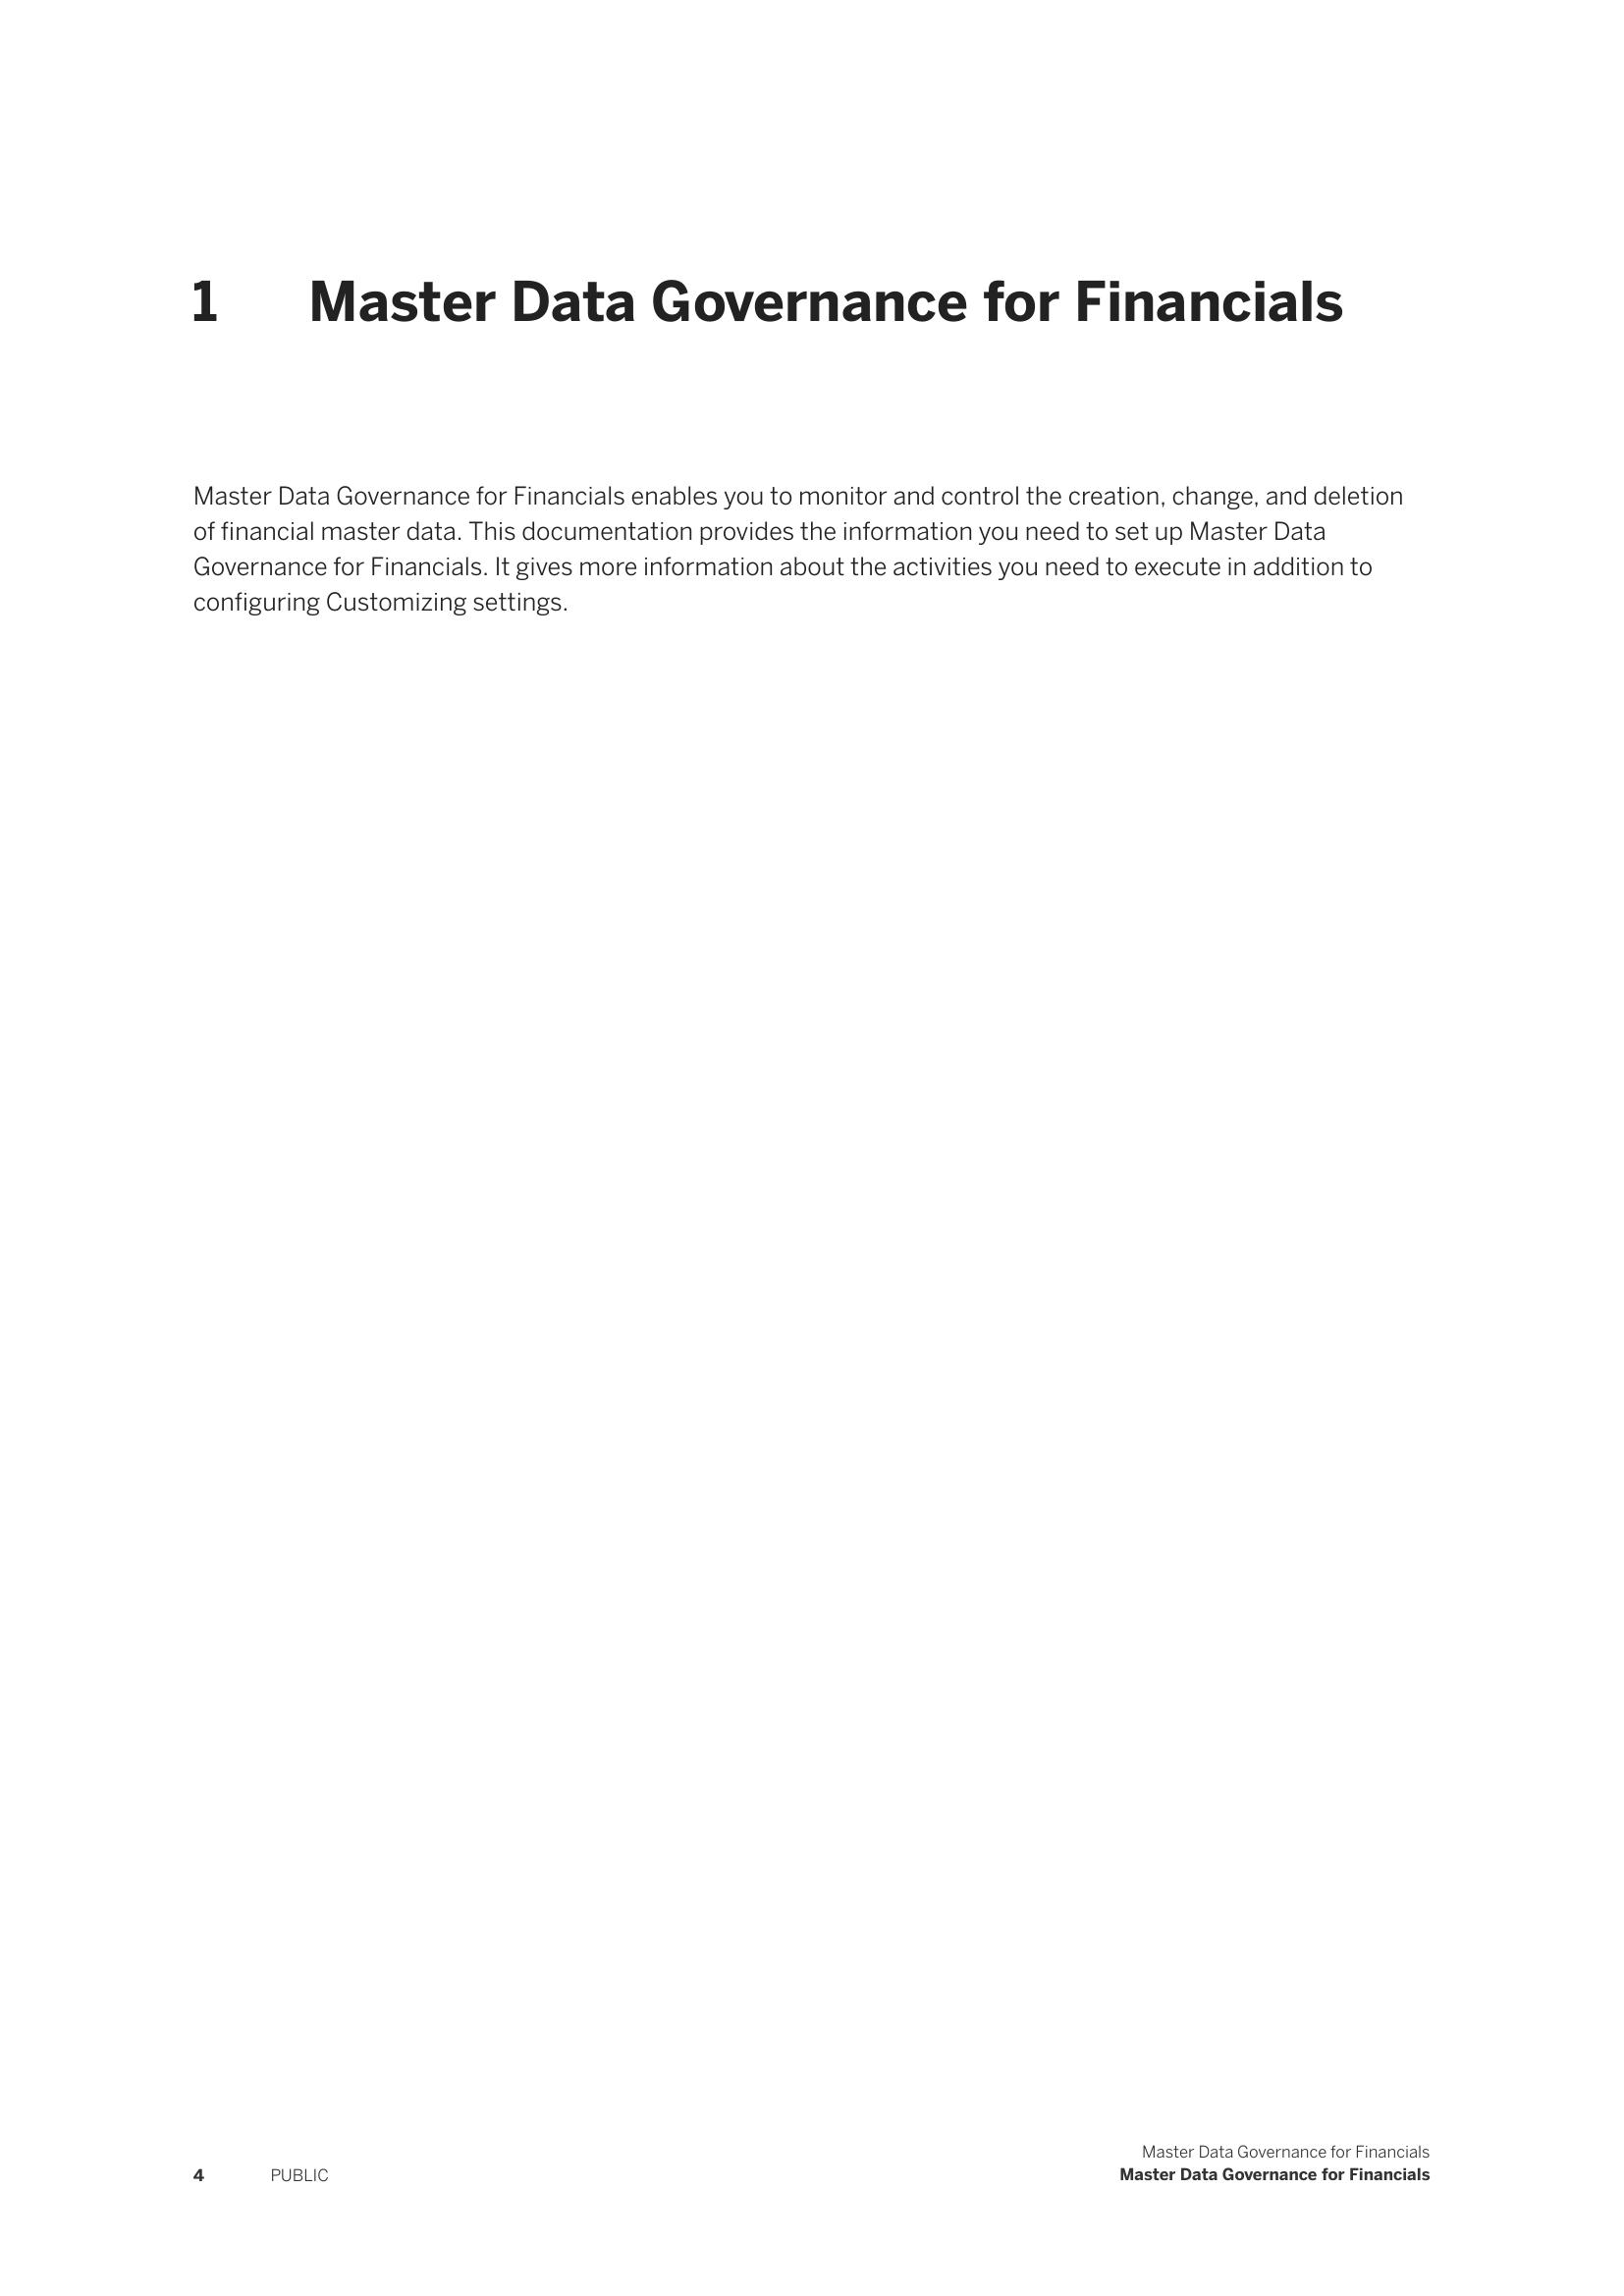 1 Master Data Governance for Financials
Master Data Governance for Financials enables you to monitor and control the creation, change, and deletion
of financial master data. This documentation provides the information you need to set up Master Data
Governance for Financials. It gives more information about the activities you need to execute in addition to
configuring Customizing settings.
Master Data Governance for Financials
4 PUBLIC Master Data Governance for Financials